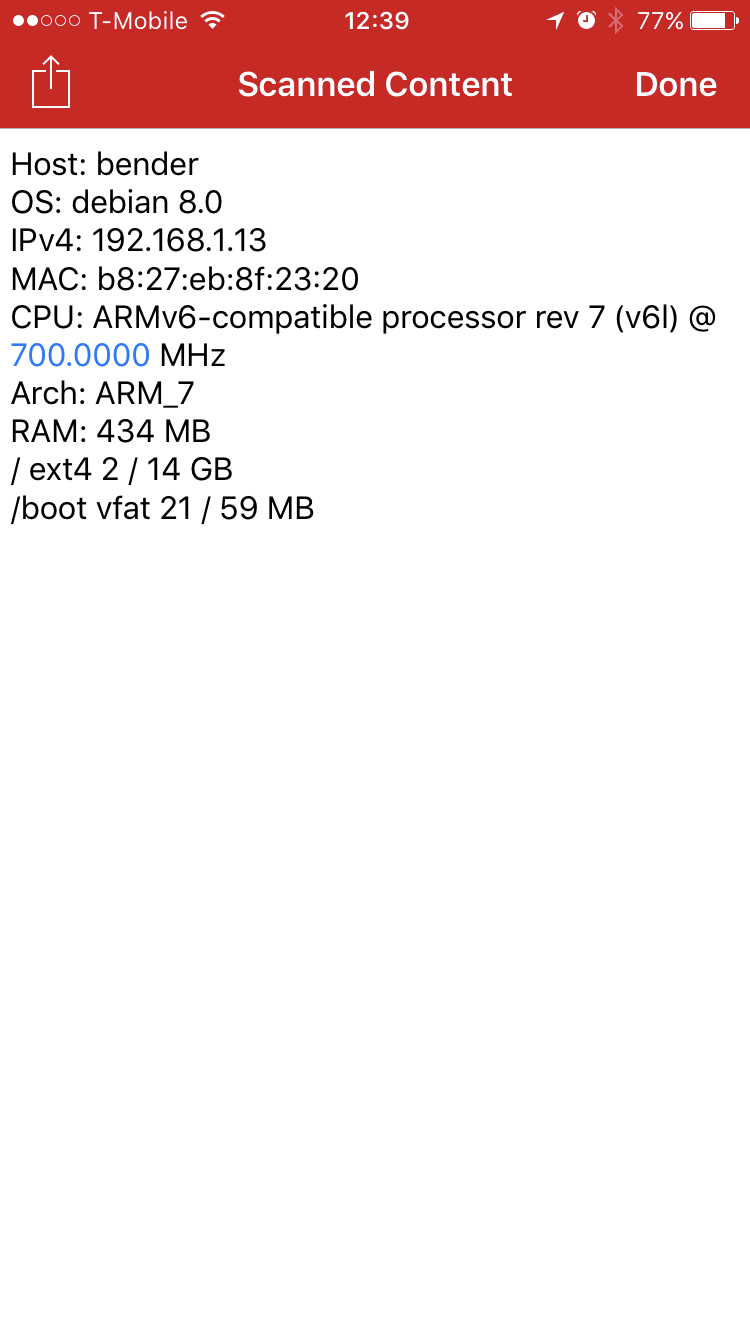 T-Mobile 12:39 77%
Scanned Content Done
Host: bender
OS: debian 8.0
IPv4: 192.168.1.13
MAC: b8:27:eb:8f:23:20
CPU: ARMv6-compatible processor rev 7 (v6l) @
700.0000 MHz
Arch: ARM_7
RAM: 434 MB
/ ext4 2 / 14 GB
/boot vfat 21 / 59 MB